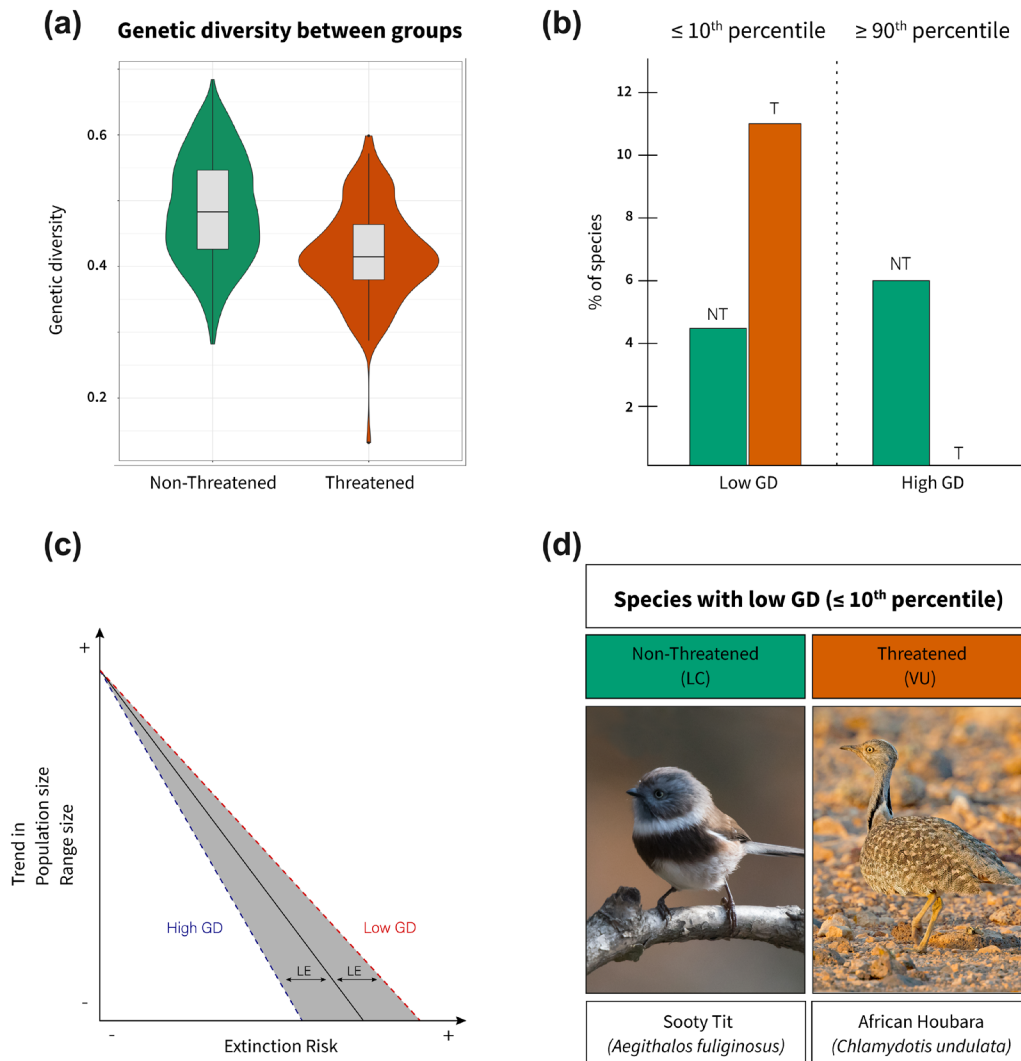 (a)
Genetic diversity between groups
Genetic diversity
0.6
0.4
0.2
Non-Threatened
Threatened
(b)
≤ 10th percentile
≥ 90th percentile
% of species
12
10
8
6
4
2
NT
T
NT
T
Low GD
High GD
(c)
+
Trend in
Population size
Range size
-
High GD
Low GD
LE
LE
-
+
Extinction Risk
(d)
Species with low GD (≤ 10th percentile)
Non-Threatened
(LC)
Threatened
(VU)
Sooty Tit
(Aegithalos fuliginosus)
African Houbara
(Chlamydotis undulata)